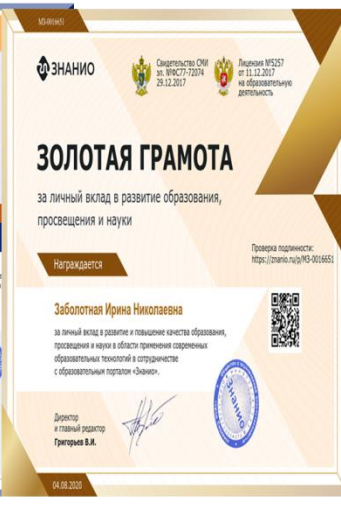 МЗ-0016651
ЗНАНИО
Свидетельство СМИ
эл. №ФС77-72074
29.12.2017
Лицензия №5257
от 11.12.2017
на образовательную
деятельность
ЗОЛОТАЯ ГРАМОТА
за личный вклад в развитие образования,
просвещения и науки
Проверка подлинности:
https://znanio.ru/p/МЗ-0016651
Награждается
Заболотная Ирина Николаевна
за личный вклад в развитие и повышение качества образования,
просвещения и науки в области применения современных
образовательных технологий в сотрудничестве
с образовательным порталом «Знанио».
Знанио
Директор
и главный редактор
Григорьев В.И.
04.08.2020